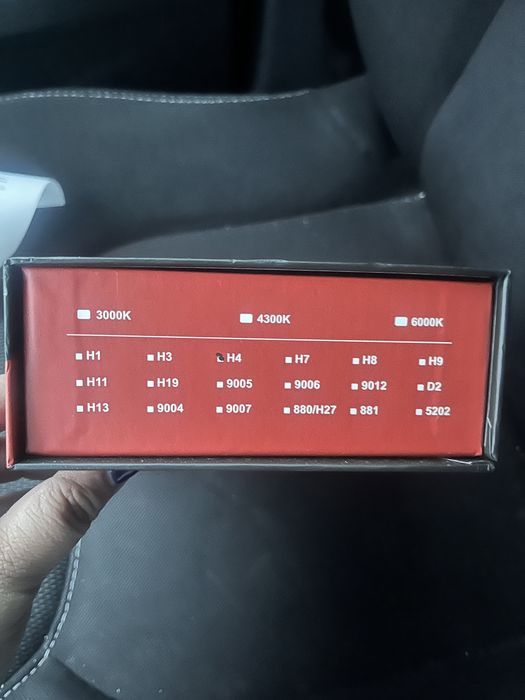 3000K 4300K 6000K
H1 H3 H4 H7 H8 H9
H11 H19 9005 9006 9012 D2
H13 9004 9007 880/H27 881 5202